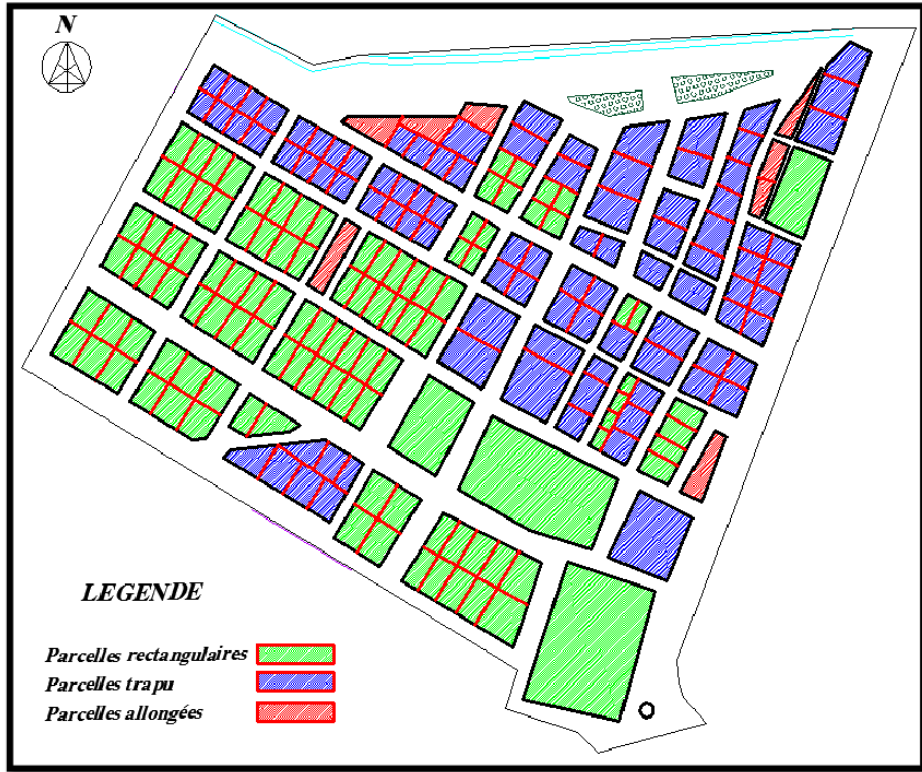 N
LEGENDE
Parcelles rectangulaires
Parcelles trapu
Parcelles allongées